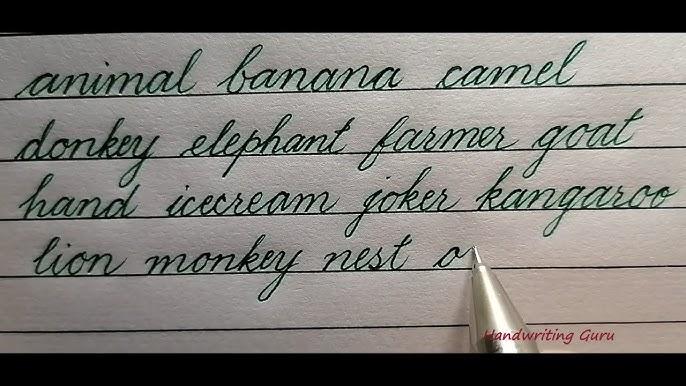 animal banana camel
donkey elephant farmer goat
hand icecream joker kangaroo
lion monkey nest o
Handwriting Guru